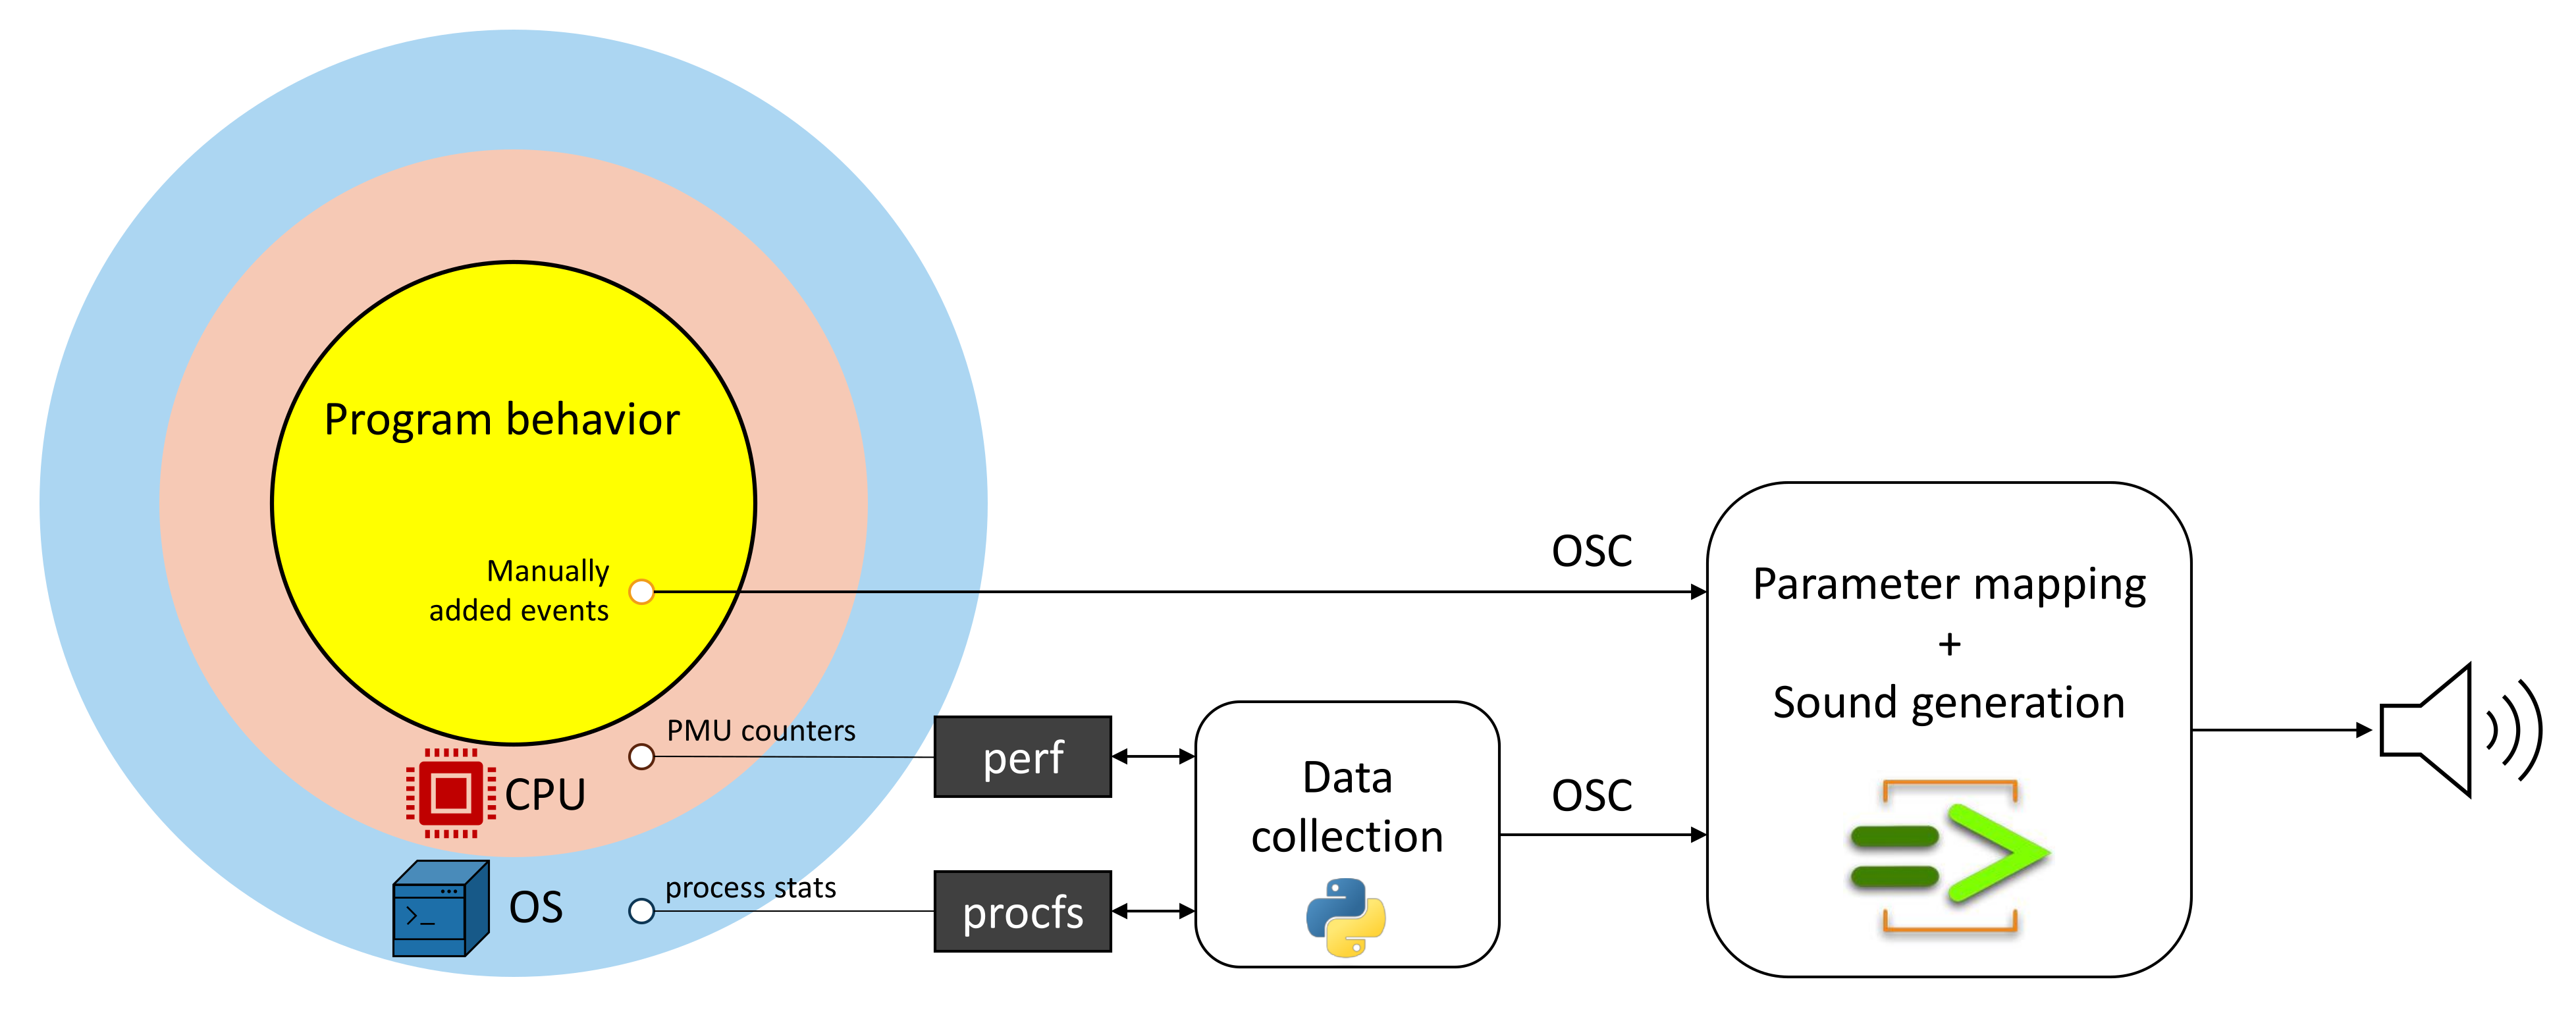 Program behavior
Manually
added events
OSC
Parameter mapping
+
Sound generation
PMU counters
perf
CPU
Data
collection
OSC
process stats
OS
procfs